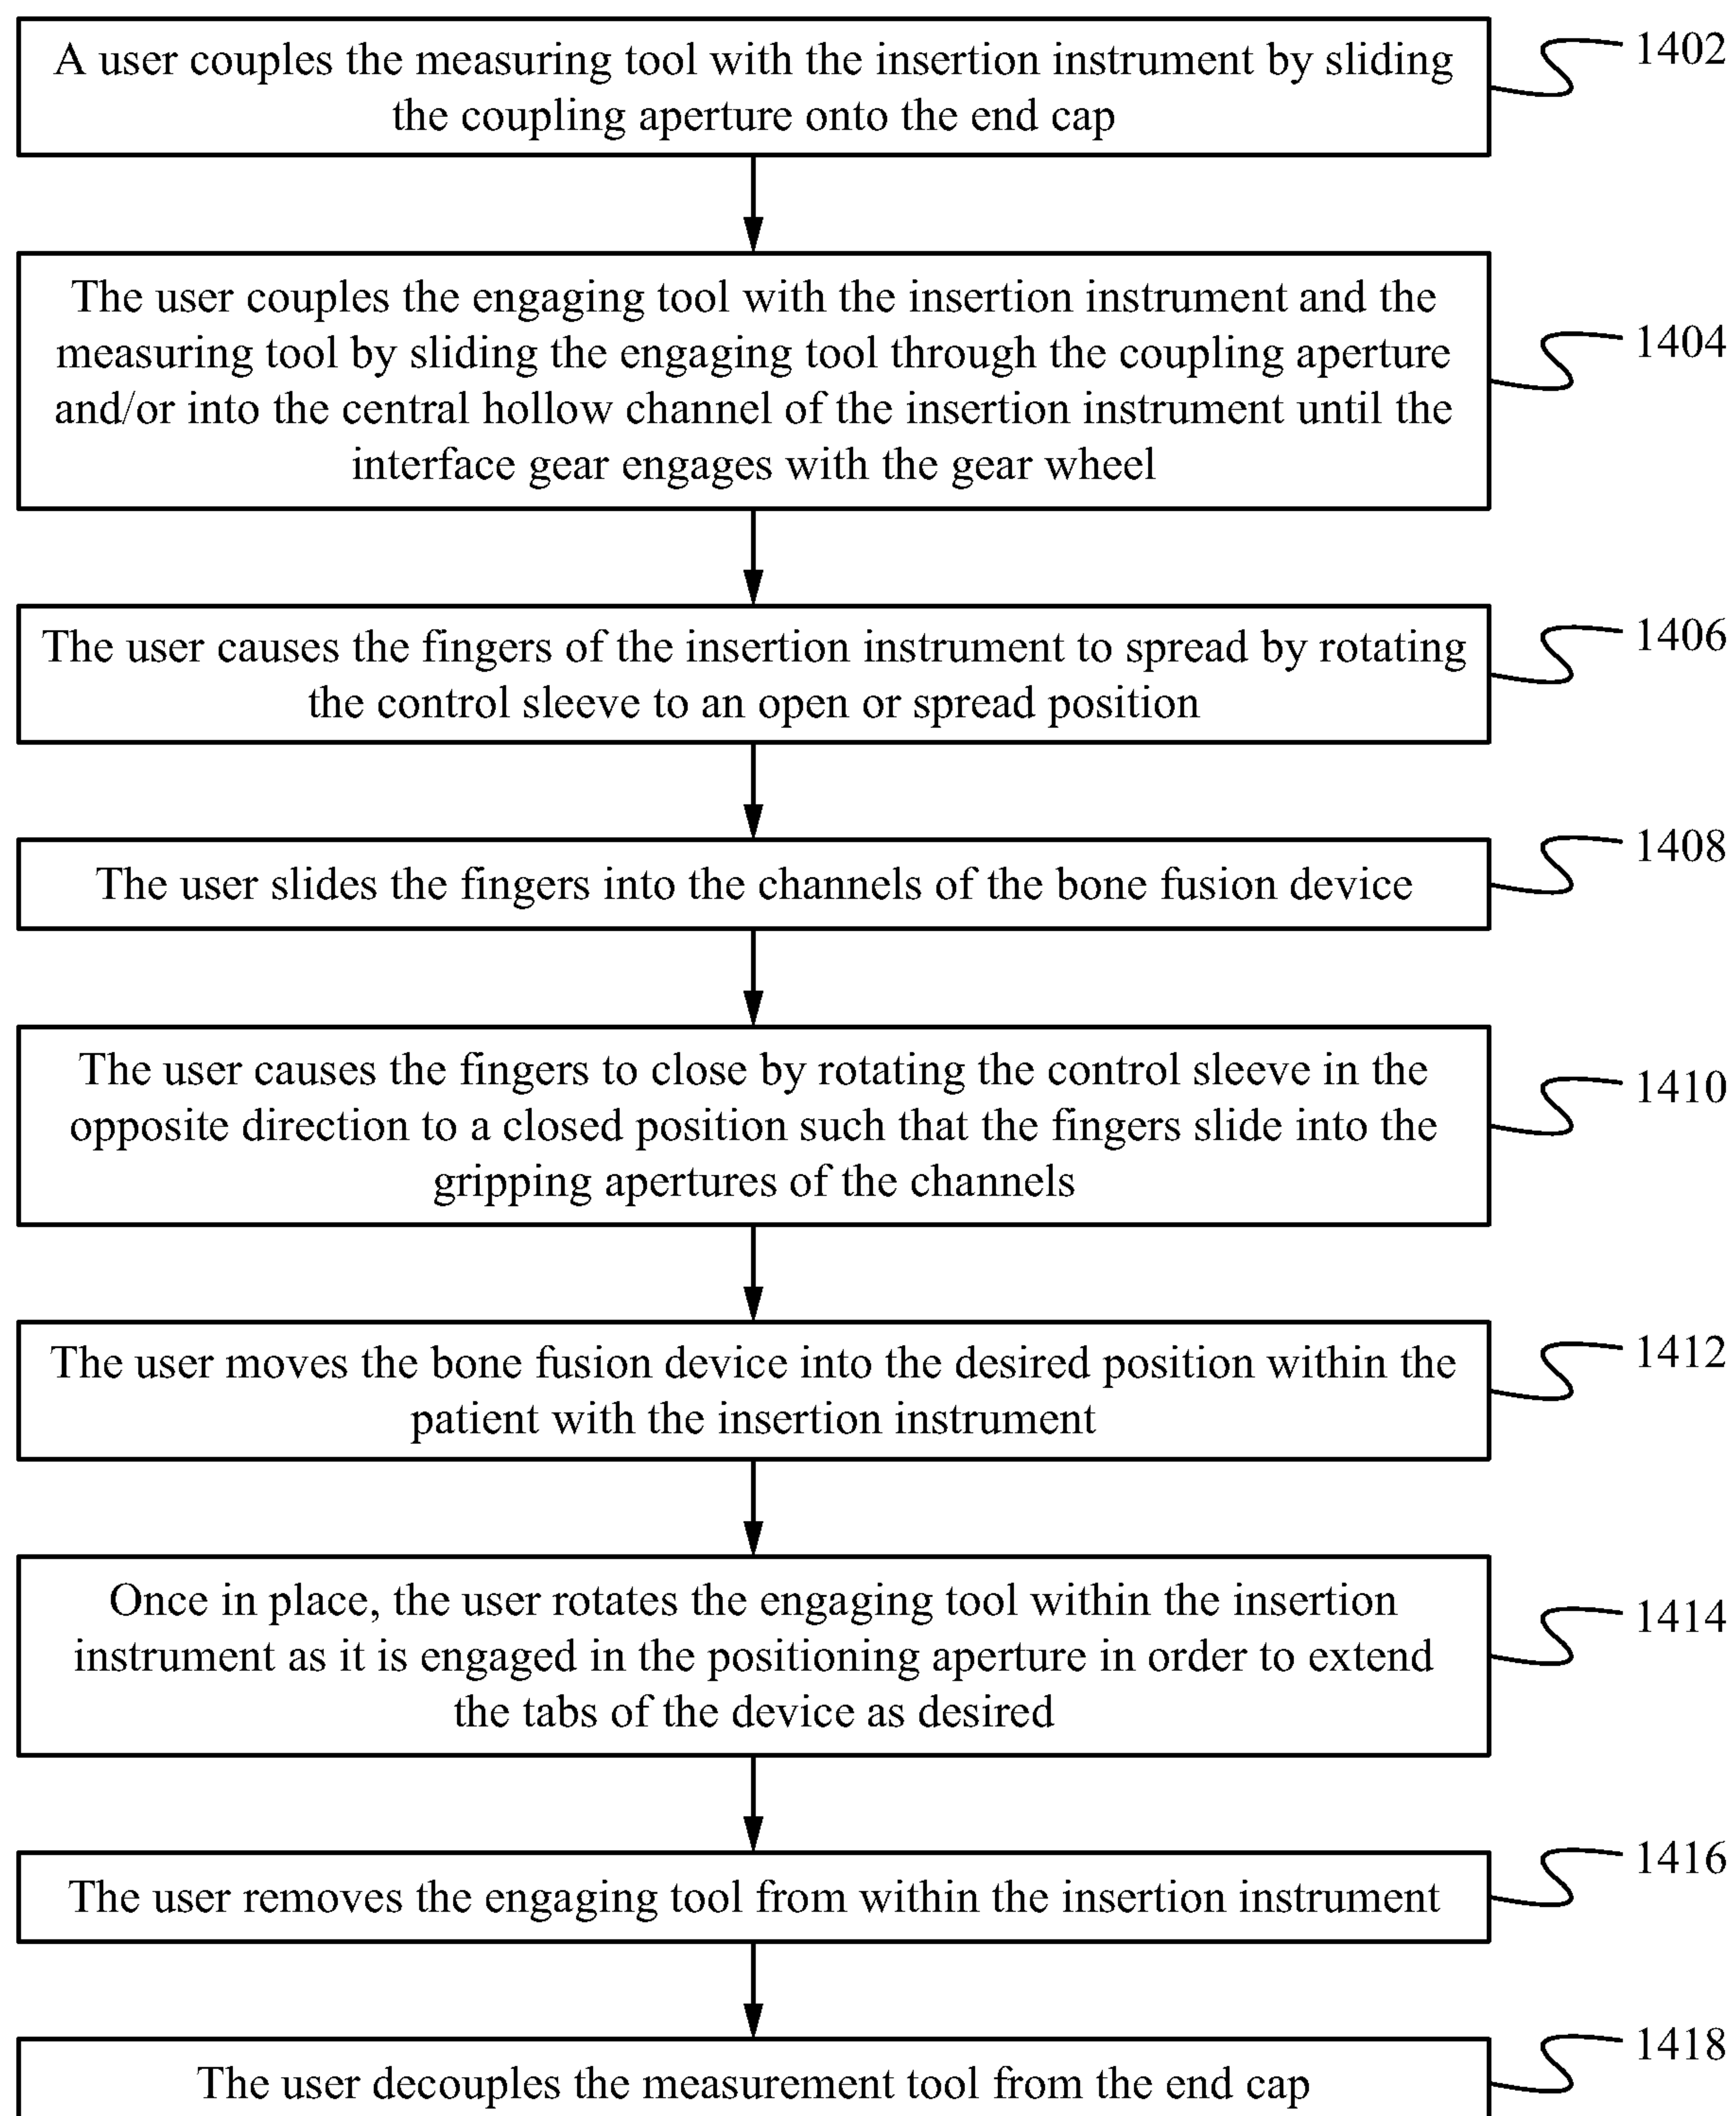 A user couples the measuring tool with the insertion instrument by sliding
the coupling aperture onto the end cap
1402
The user couples the engaging tool with the insertion instrument and the
measuring tool by sliding the engaging tool through the coupling aperture
and/or into the central hollow channel of the insertion instrument until the
interface gear engages with the gear wheel
1404
The user causes the fingers of the insertion instrument to spread by rotating
the control sleeve to an open or spread position
1406
The user slides the fingers into the channels of the bone fusion device
1408
The user causes the fingers to close by rotating the control sleeve in the
opposite direction to a closed position such that the fingers slide into the
gripping apertures of the channels
1410
The user moves the bone fusion device into the desired position within the
patient with the insertion instrument
1412
Once in place, the user rotates the engaging tool within the insertion
instrument as it is engaged in the positioning aperture in order to extend
the tabs of the device as desired
1414
The user removes the engaging tool from within the insertion instrument
1416
The user decouples the measurement tool from the end cap
1418